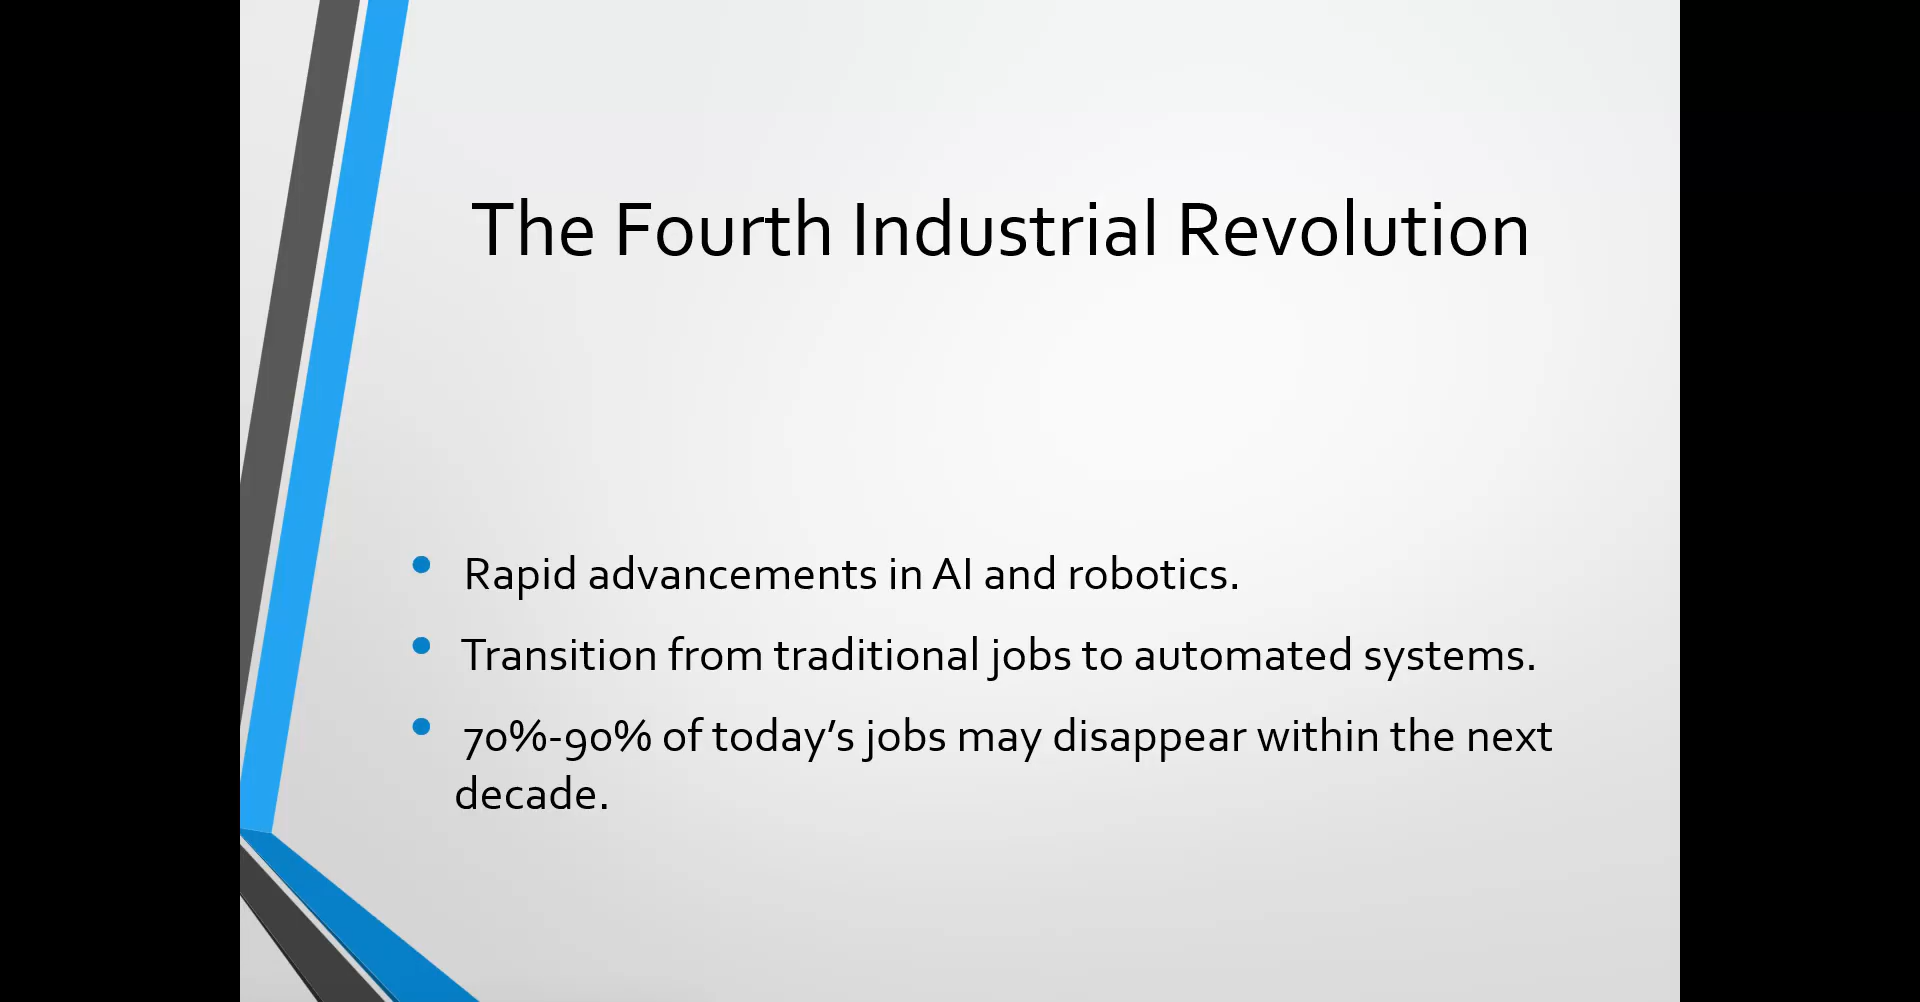 The Fourth Industrial Revolution
• Rapid advancements in AI and robotics.
• Transition from traditional jobs to automated systems.
• 70%-90% of today’s jobs may disappear within the next
decade.